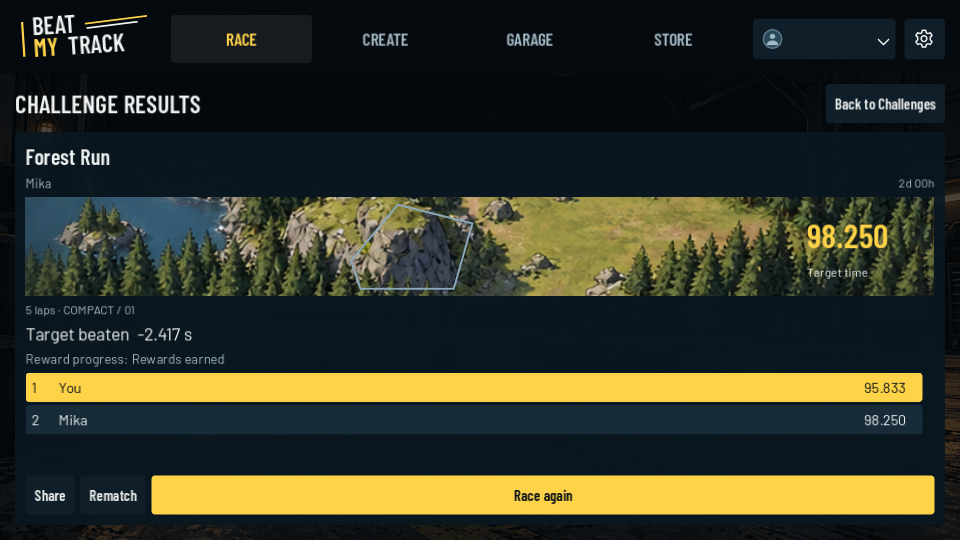 BEAT
MY TRACK
RACE
CREATE
GARAGE
STORE
CHALLENGE RESULTS
Back to Challenges
Forest Run
Mika
2d 00h
98.250
Target time
5 laps · COMPACT / 01
Target beaten -2.417 s
Reward progress: Rewards earned
1 You 95.833
2 Mika 98.250
Share
Rematch
Race again